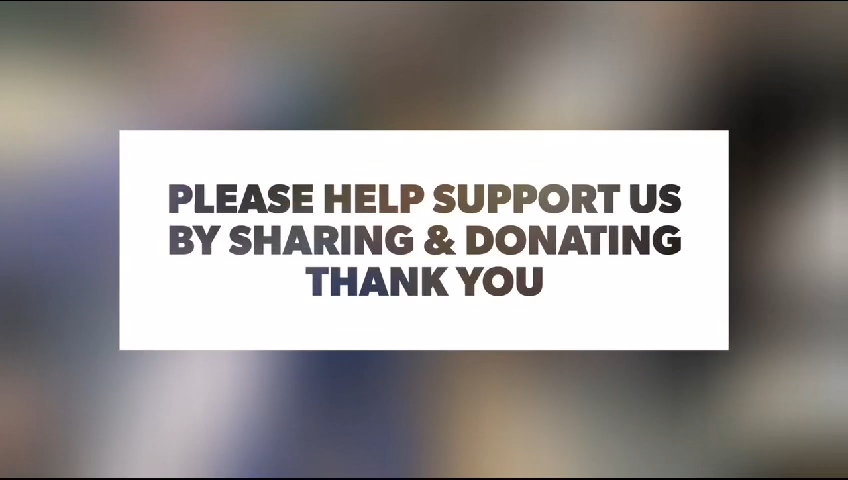 PLEASE HELP SUPPORT US
BY SHARING & DONATING
THANK YOU